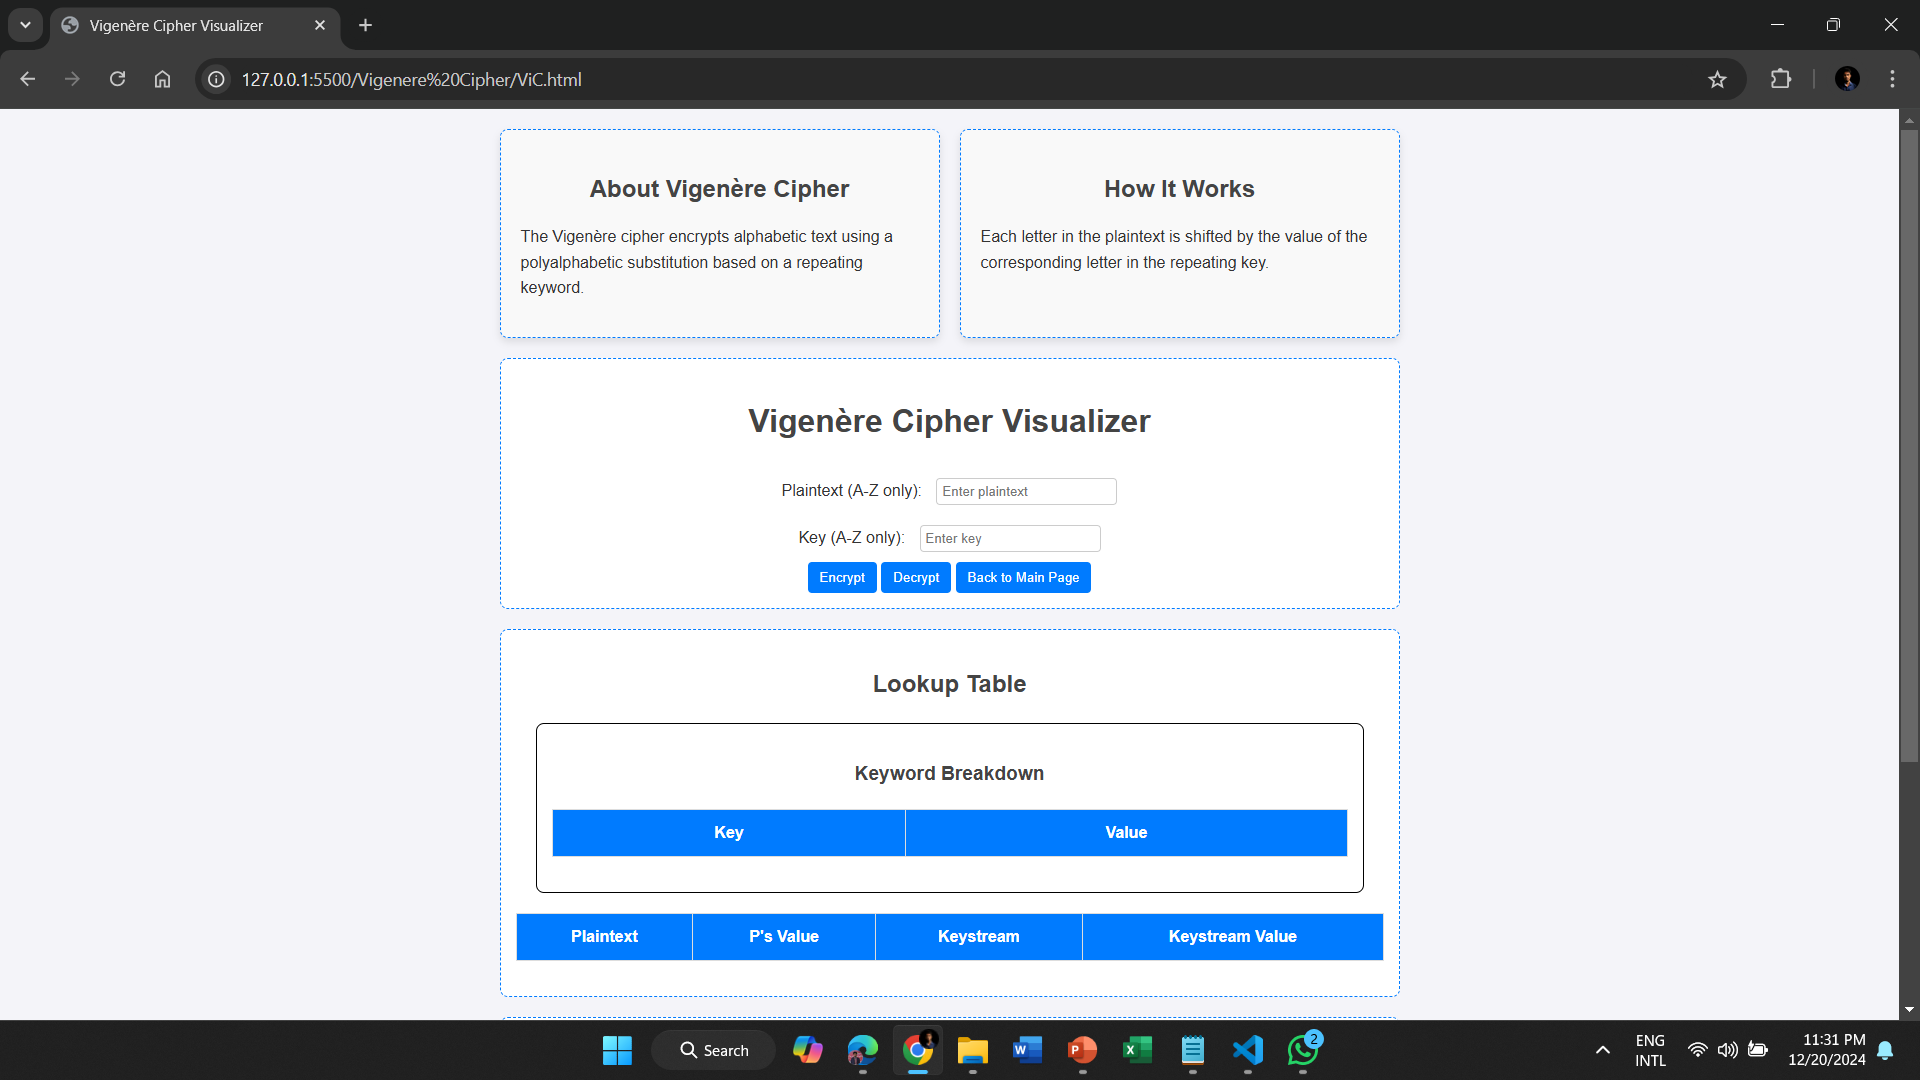 Vigenère Cipher Visualizer
127.0.0.1:5500/Vigenere%20Cipher/ViC.html
About Vigenère Cipher
The Vigenère cipher encrypts alphabetic text using a
polyalphabetic substitution based on a repeating
keyword.
How It Works
Each letter in the plaintext is shifted by the value of the
corresponding letter in the repeating key.
Vigenère Cipher Visualizer
Plaintext (A-Z only): Enter plaintext
Key (A-Z only): Enter key
Encrypt Decrypt Back to Main Page
Lookup Table
Keyword Breakdown
Key Value
Plaintext P's Value Keystream Keystream Value
Search
2
ENG
INTL
11:31 PM
12/20/2024